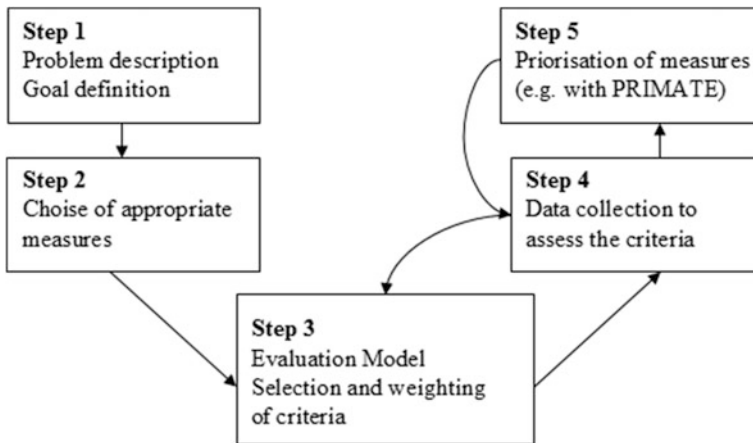 Step 1
Problem description
Goal definition
Step 2
Choise of appropriate
measures
Step 3
Evaluation Model
Selection and weighting
of criteria
Step 4
Data collection to
assess the criteria
Step 5
Priorisation of measures
(e.g. with PRIMATE)